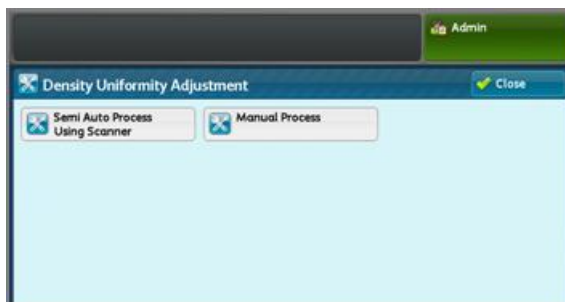 Admin
Density Uniformity Adjustment
Close
Semi Auto Process
Using Scanner
Manual Process